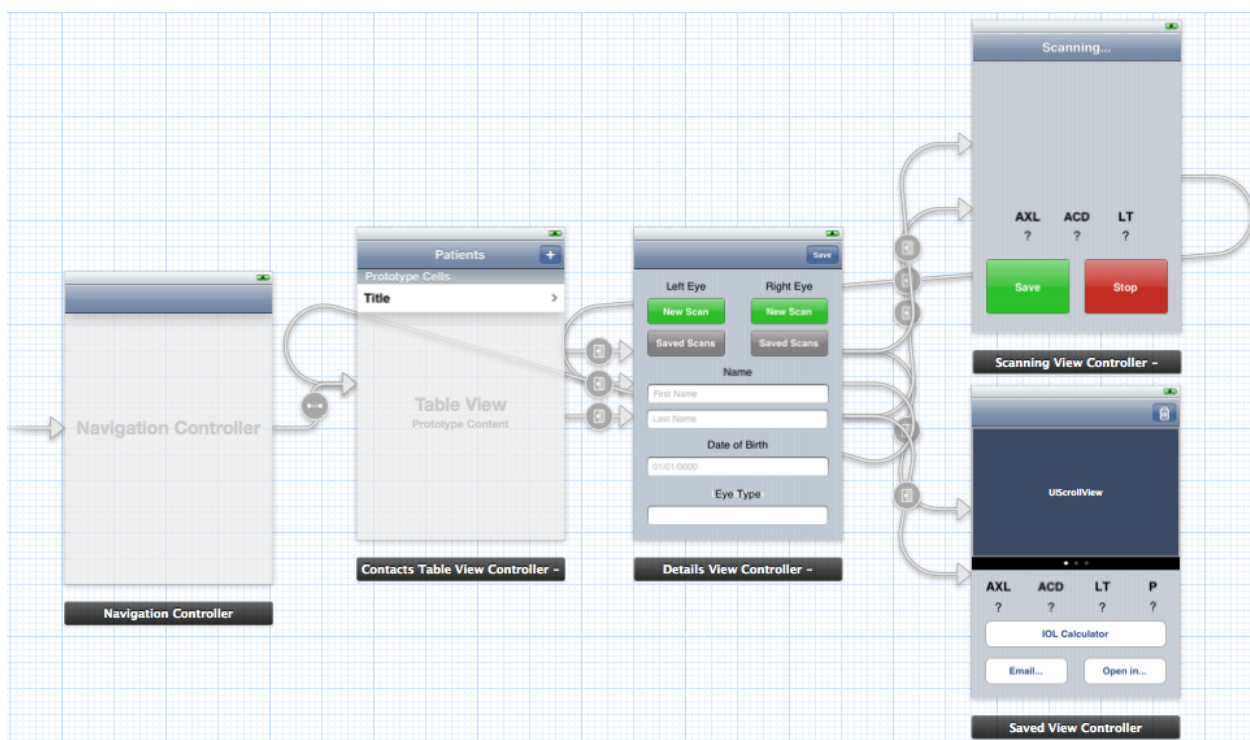 Navigation Controller
Navigation Controller
Patients
+
Prototype Cells
Title
Table View
Prototype Content
Contacts Table View Controller –
Save
Left Eye Right Eye
New Scan New Scan
Saved Scans Saved Scans
Name
First Name
Last Name
Date of Birth
01/01/0000
Eye Type
Details View Controller –
Scanning...
AXL ACD LT
? ? ?
Save Stop
Scanning View Controller –
UIScrollView
AXL ACD LT P
? ? ? ?
IOL Calculator
Email... Open in...
Saved View Controller